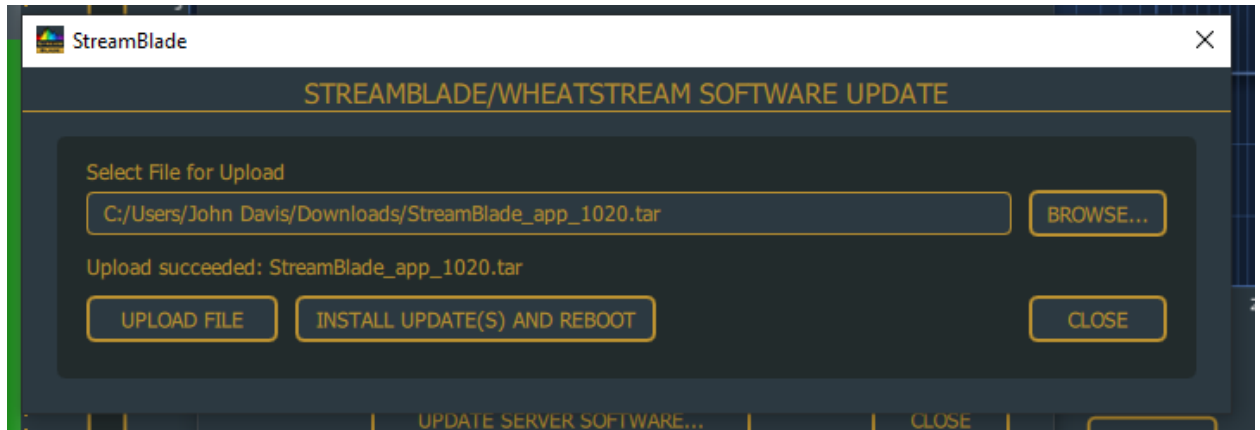 StreamBlade
STREAMBLADE/WHEATSTREAM SOFTWARE UPDATE
Select File for Upload
C:/Users/John Davis/Downloads/StreamBlade_app_1020.tar
BROWSE...
Upload succeeded: StreamBlade_app_1020.tar
UPLOAD FILE
INSTALL UPDATE(S) AND REBOOT
CLOSE
UPDATE SERVER SOFTWARE...
CLOSE